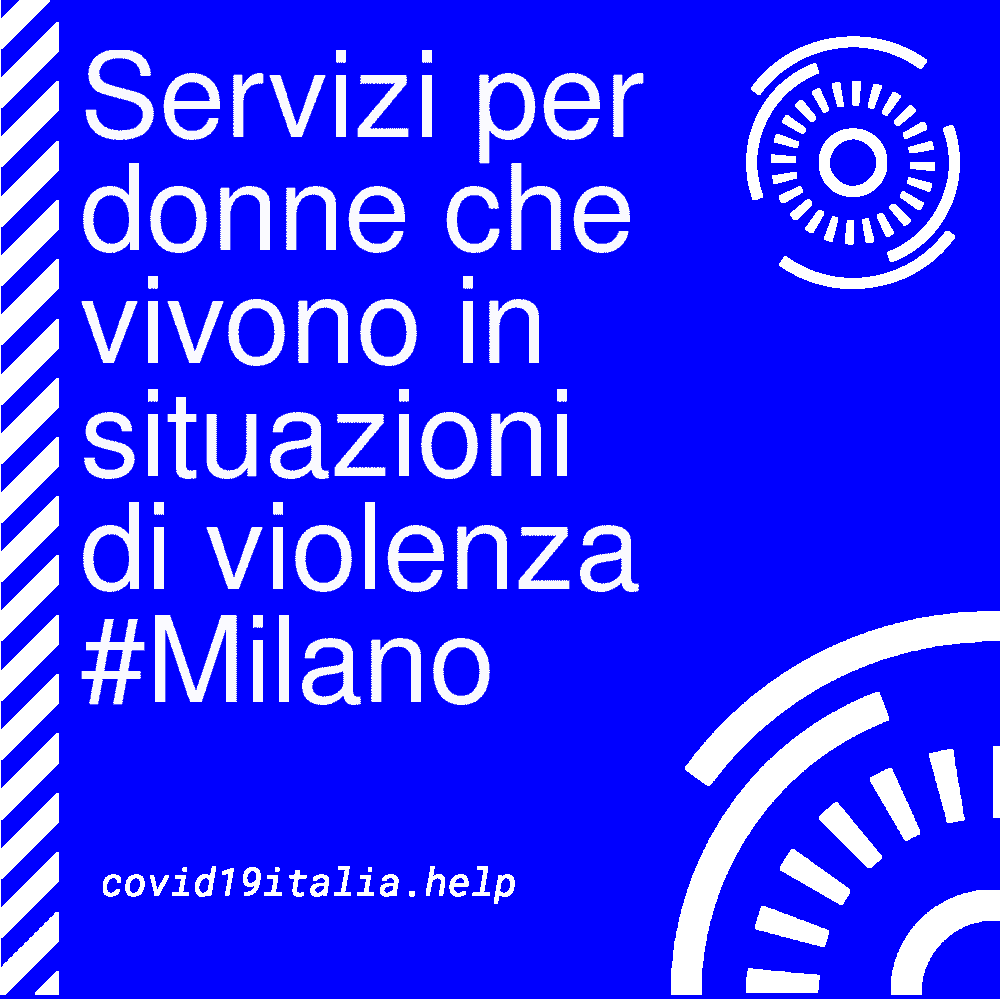 Servizi per
donne che
vivono in
situazioni
di violenza
#Milano
covid19italia.help